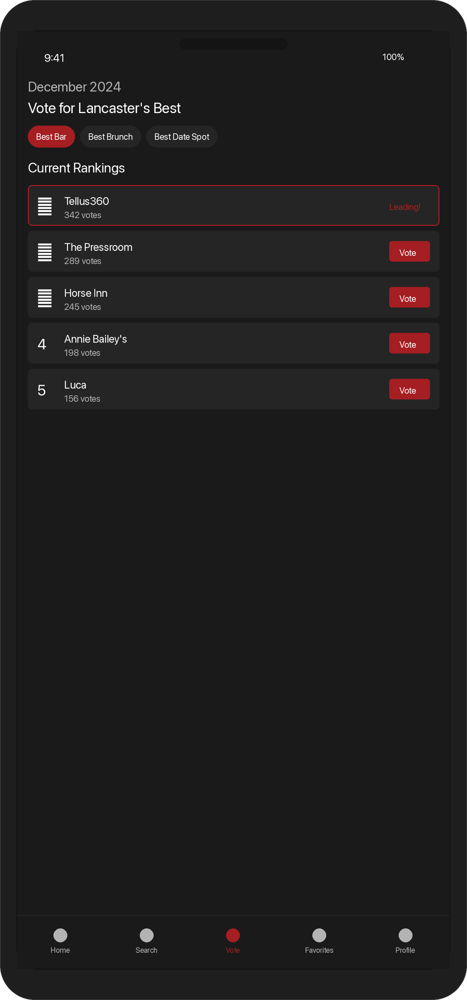 9:41 100%
December 2024
Vote for Lancaster's Best
Best Bar Best Brunch Best Date Spot
Current Rankings
Tellus360
342 votes
Leading!
The Pressroom
289 votes
Vote
Horse Inn
245 votes
Vote
4
Annie Bailey's
198 votes
Vote
5
Luca
156 votes
Vote
Home Search Vote Favorites Profile